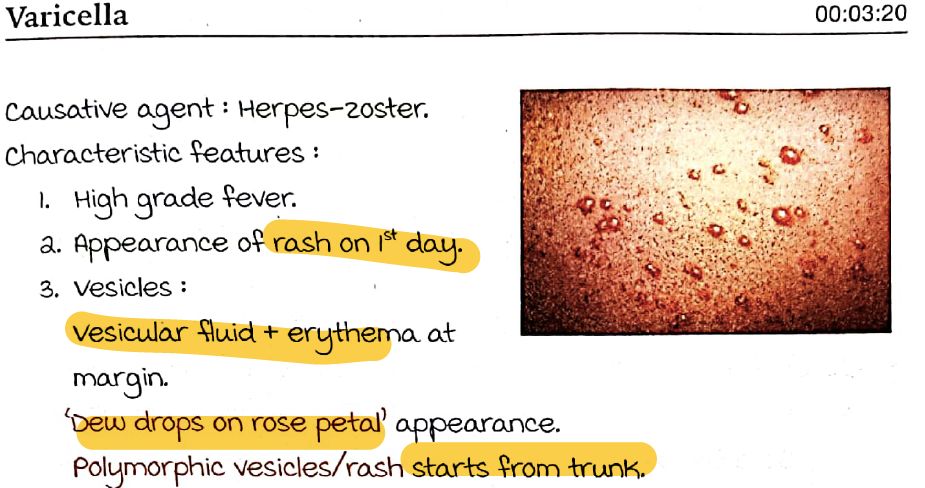 Varicella
00:03:20
Causative agent : Herpes-zoster.
Characteristic features :
1. High grade fever.
2. Appearance of rash on 1st day.
3. Vesicles :
Vesicular fluid + erythema at
margin.
'Dew drops on rose petal' appearance.
Polymorphic vesicles/rash starts from trunk.